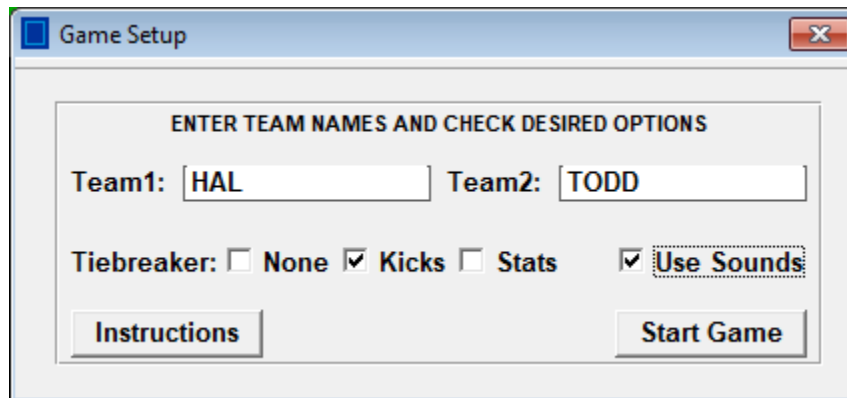 Game Setup
ENTER TEAM NAMES AND CHECK DESIRED OPTIONS
Team1: HAL Team2: TODD
Tiebreaker: None Kicks Stats Use Sounds
Instructions Start Game